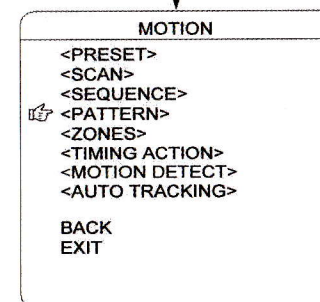 MOTION
<PRESET>
<SCAN>
<SEQUENCE>
<PATTERN>
<ZONES>
<TIMING ACTION>
<MOTION DETECT>
<AUTO TRACKING>
BACK
EXIT